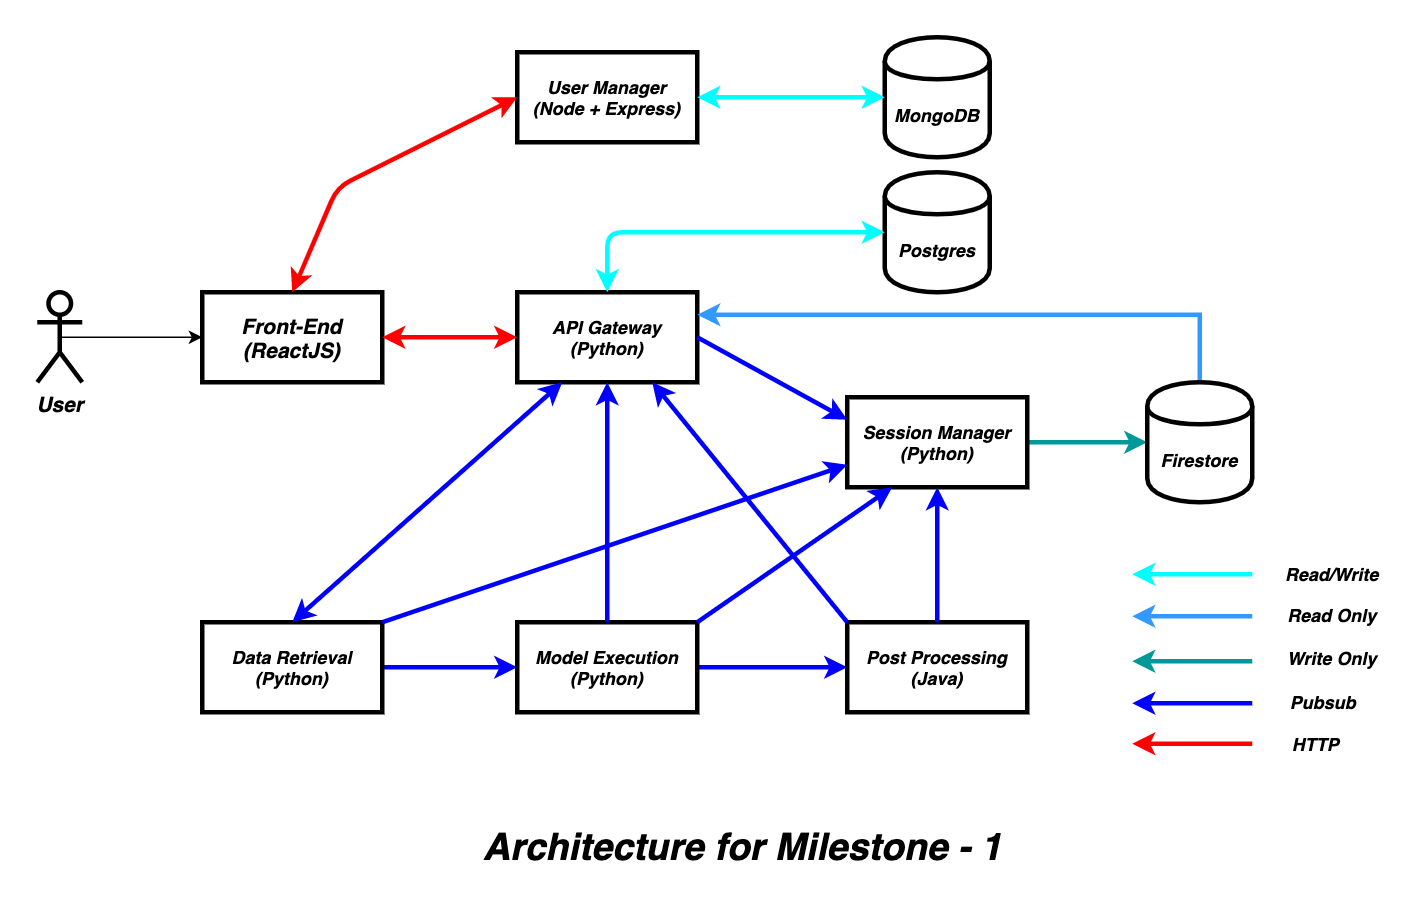 User Manager
(Node + Express)
MongoDB
Postgres
Front-End
(ReactJS)
API Gateway
(Python)
User
Session Manager
(Python)
Firestore
Read/Write
Read Only
Write Only
Pubsub
HTTP
Data Retrieval
(Python)
Model Execution
(Python)
Post Processing
(Java)
Architecture for Milestone - 1